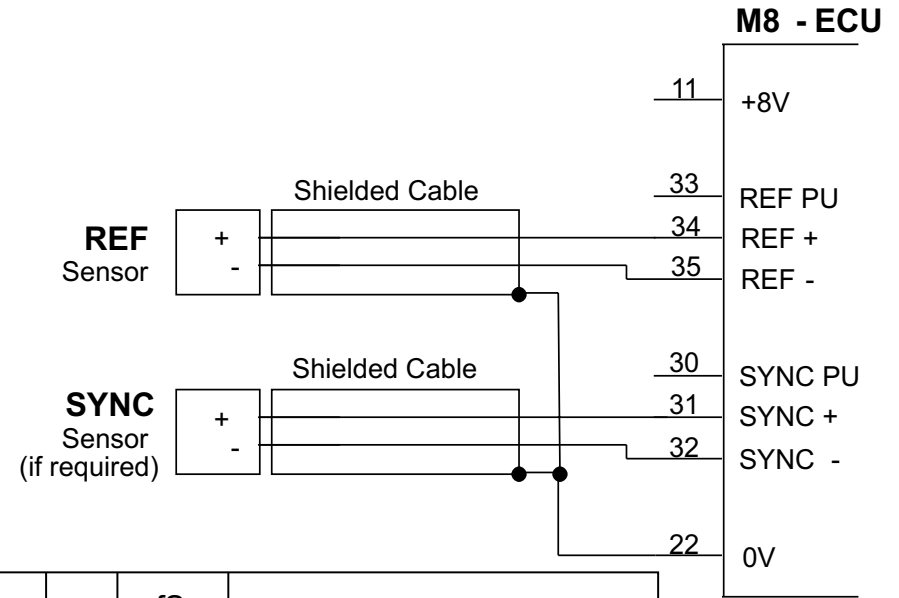 M8 - ECU
11
+8V
Shielded Cable
33
REF PU
REF
+
34
REF +
Sensor
-
35
REF -
Shielded Cable
30
SYNC PU
SYNC
+
31
SYNC +
Sensor
-
32
SYNC -
(if required)
22
0V